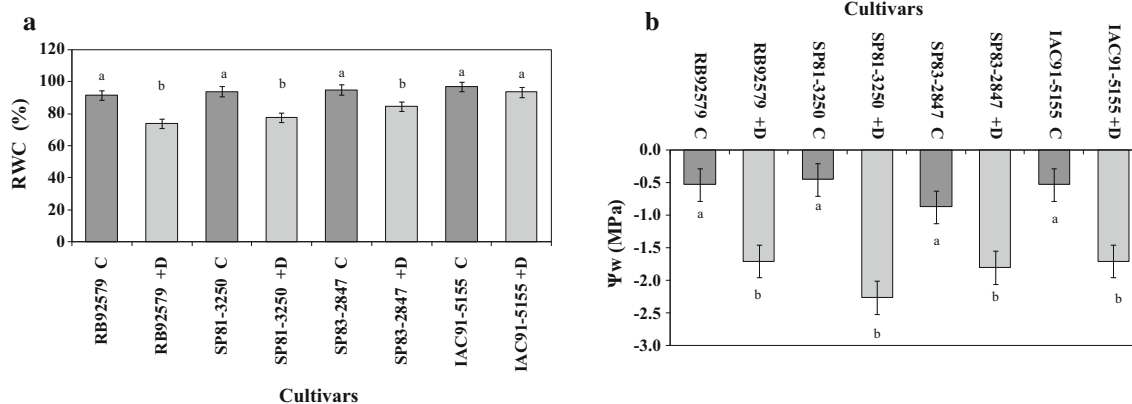 a
120
100
80
60
40
20
0
RWC (%)
a
b
a
b
a
b
a
a
RB92579 C
RB92579 +D
SP81-3250 C
SP81-3250 +D
SP83-2847 C
SP83-2847 +D
IAC91-5155 C
IAC91-5155 +D
Cultivars
b
Cultivars
RB92579 C
RB92579 +D
SP81-3250 C
SP81-3250 +D
SP83-2847 C
SP83-2847 +D
IAC91-5155 C
IAC91-5155 +D
0.0
-0.5
-1.0
-1.5
-2.0
-2.5
-3.0
Ψw (MPa)
a
b
a
b
a
b
a
b